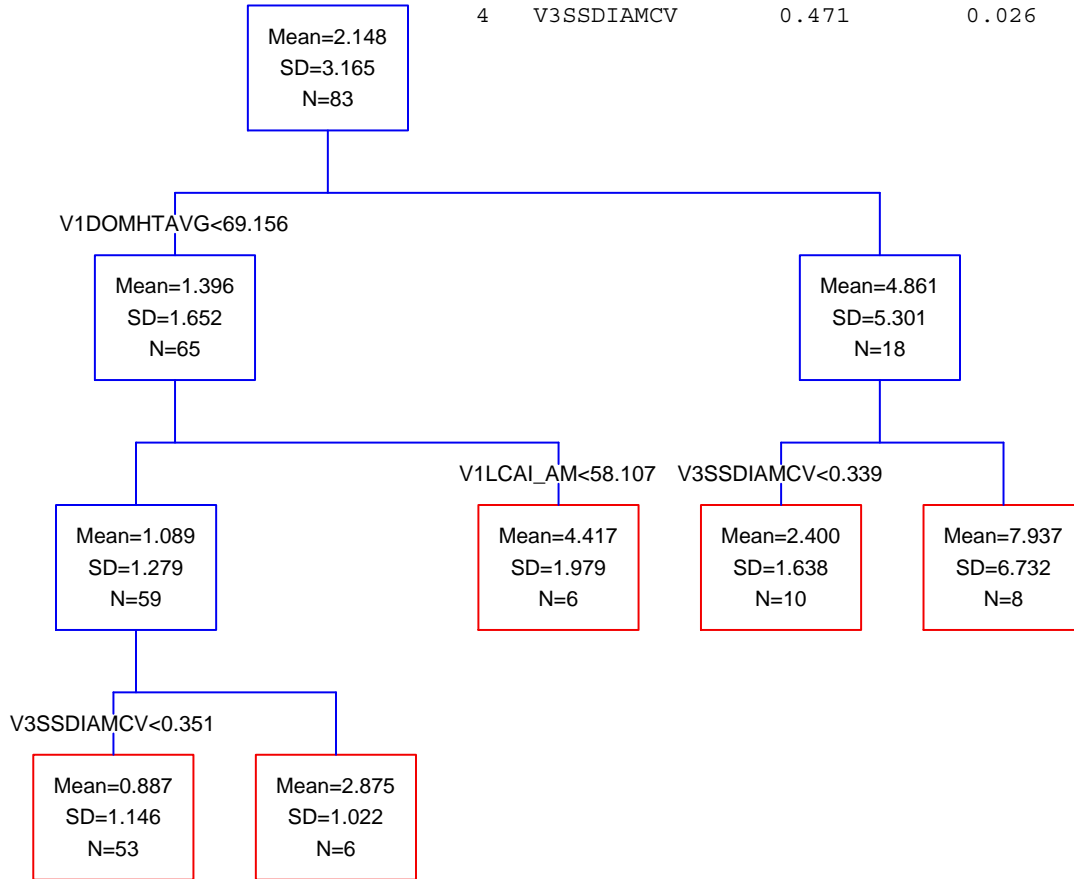 4 V3SSDIAMCV 0.471 0.026
Mean=2.148
SD=3.165
N=83
V1DOMHTAVG<69.156
Mean=1.396
SD=1.652
N=65
Mean=4.861
SD=5.301
N=18
V1LCAI_AM<58.107
V3SSDIAMCV<0.339
Mean=1.089
SD=1.279
N=59
Mean=4.417
SD=1.979
N=6
Mean=2.400
SD=1.638
N=10
Mean=7.937
SD=6.732
N=8
V3SSDIAMCV<0.351
Mean=0.887
SD=1.146
N=53
Mean=2.875
SD=1.022
N=6